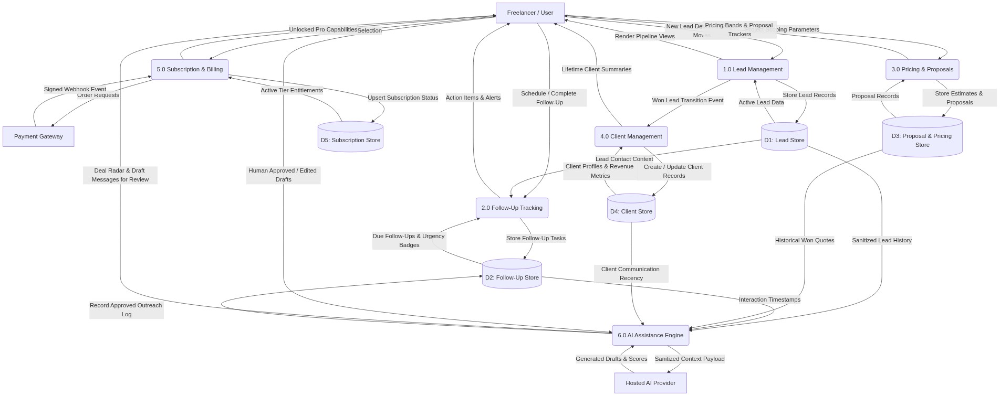 Freelancer / User
Unlocked Pro Capabilities
Selection
New Lead De
Moves
Pricing Bands & Proposal
Trackers
Scoping Parameters
Render Pipeline Views
5.0 Subscription & Billing
Lifetime Client Summaries
1.0 Lead Management
3.0 Pricing & Proposals
Signed Webhook Event
Order Requests
Active Tier Entitlements
Upsert Subscription Status
Action Items & Alerts
Schedule / Complete
Follow-Up
Won Lead Transition Event
Active Lead Data
Store Lead Records
Proposal Records
Store Estimates &
Proposals
Payment Gateway
D5: Subscription Store
4.0 Client Management
D1: Lead Store
D3: Proposal & Pricing
Store
Lead Contact Context
Deal Radar & Draft
Messages for Review
Human Approved / Edited
Drafts
Client Profiles & Revenue
Metrics
Create / Update Client
Records
2.0 Follow-Up Tracking
D4: Client Store
Due Follow-Ups & Urgency
Badges
Store Follow-Up Tasks
Historical Won Quotes
Sanitized Lead History
Client Communication
Recency
D2: Follow-Up Store
Record Approved Outreach
Log
Interaction Timestamps
6.0 AI Assistance Engine
Generated Drafts & Scores
Sanitized Context Payload
Hosted AI Provider